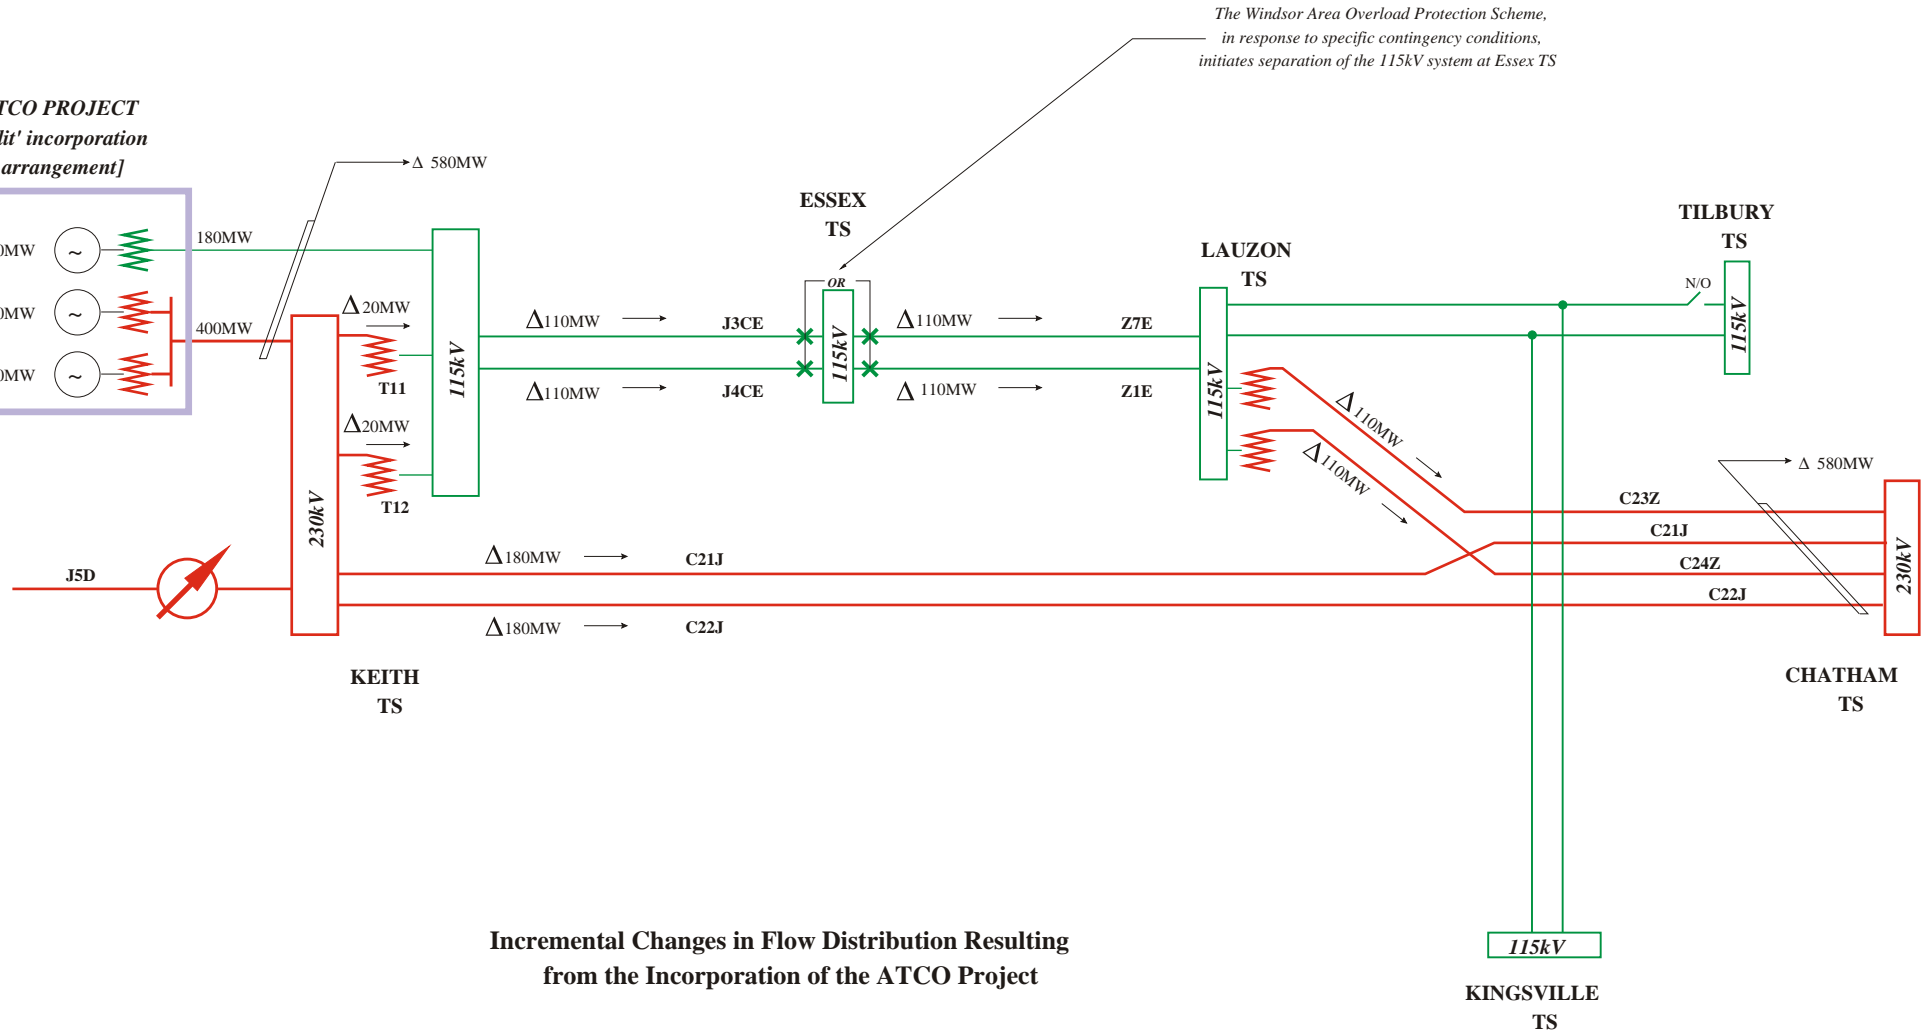 The Windsor Area Overload Protection Scheme,
in response to specific contingency conditions,
initiates separation of the 115kV system at Essex TS
TCO PROJECT
lit' incorporation
arrangement]
Δ 580MW
0MW
~
180MW
0MW
~
400MW
0MW
~
Δ20MW
T11
Δ20MW
T12
115kV
230kV
J5D
KEITH
TS
Δ110MW
J3CE
Δ110MW
J4CE
ESSEX
TS
OR
115kV
Δ110MW
Z7E
Δ 110MW
Z1E
LAUZON
TS
115kV
TILBURY
TS
N/O
115kV
Δ110MW
Δ110MW
Δ 580MW
C23Z
C21J
C24Z
C22J
230kV
CHATHAM
TS
Δ180MW
C21J
Δ180MW
C22J
115kV
KINGSVILLE
TS
Incremental Changes in Flow Distribution Resulting
from the Incorporation of the ATCO Project